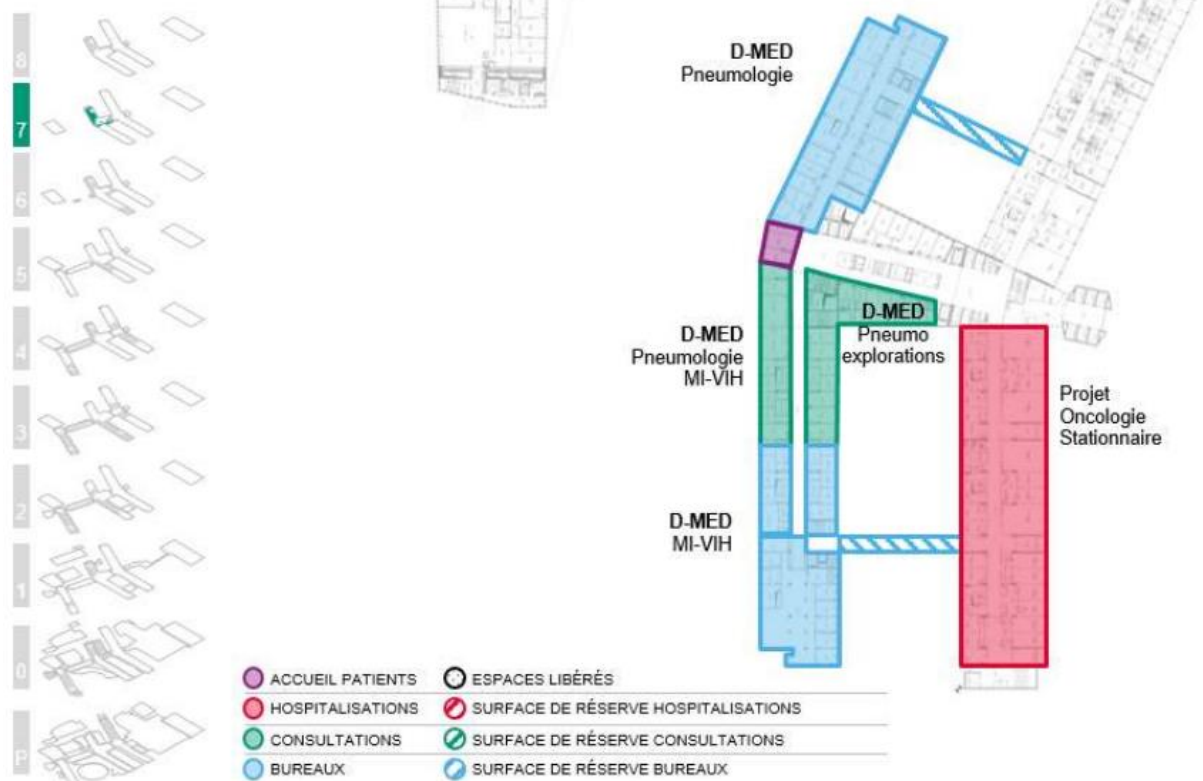 8
7
6
5
4
3
2
1
0
D-MED
Pneumologie
D-MED
Pneumologie
MI-VIH
D-MED
Pneumo
explorations
Projet
Oncologie
Stationnaire
D-MED
MI-VIH
ACCUEIL PATIENTS
ESPACES LIBÉRÉS
HOSPITALISATIONS
SURFACE DE RÉSERVE HOSPITALISATIONS
CONSULTATIONS
SURFACE DE RÉSERVE CONSULTATIONS
BUREAUX
SURFACE DE RÉSERVE BUREAUX